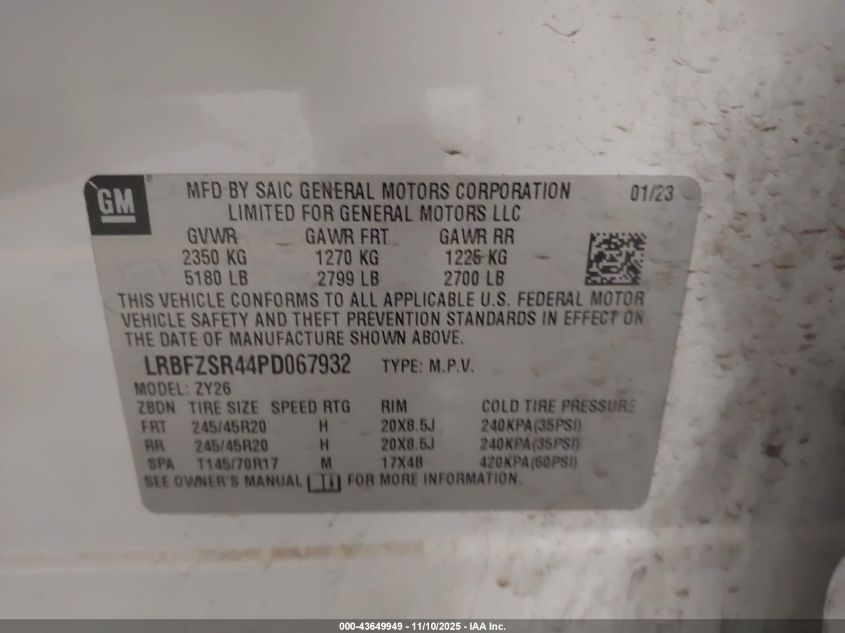 GM
MFD BY SAIC GENERAL MOTORS CORPORATION 01/23
LIMITED FOR GENERAL MOTORS LLC
GVWR GAWR FRT GAWR RR
2350 KG 1270 KG 1225 KG
5180 LB 2799 LB 2700 LB
THIS VEHICLE CONFORMS TO ALL APPLICABLE U.S. FEDERAL MOTOR
VEHICLE SAFETY AND THEFT PREVENTION STANDARDS IN EFFECT ON
THE DATE OF MANUFACTURE SHOWN ABOVE.
LRBFZSR44PD067932 TYPE: M.P.V.
MODEL: ZY26
ZBDN TIRE SIZE SPEED RTG RIM COLD TIRE PRESSURE
FRT 245/45R20 H 20X8.5J 240KPA(35PSI)
RR 245/45R20 H 20X8.5J 240KPA(35PSI)
SPA T145/70R17 M 17X4B 420KPA(60PSI)
SEE OWNER'S MANUAL FOR MORE INFORMATION.
000-43649949 - 11/10/2025 - IAA Inc.